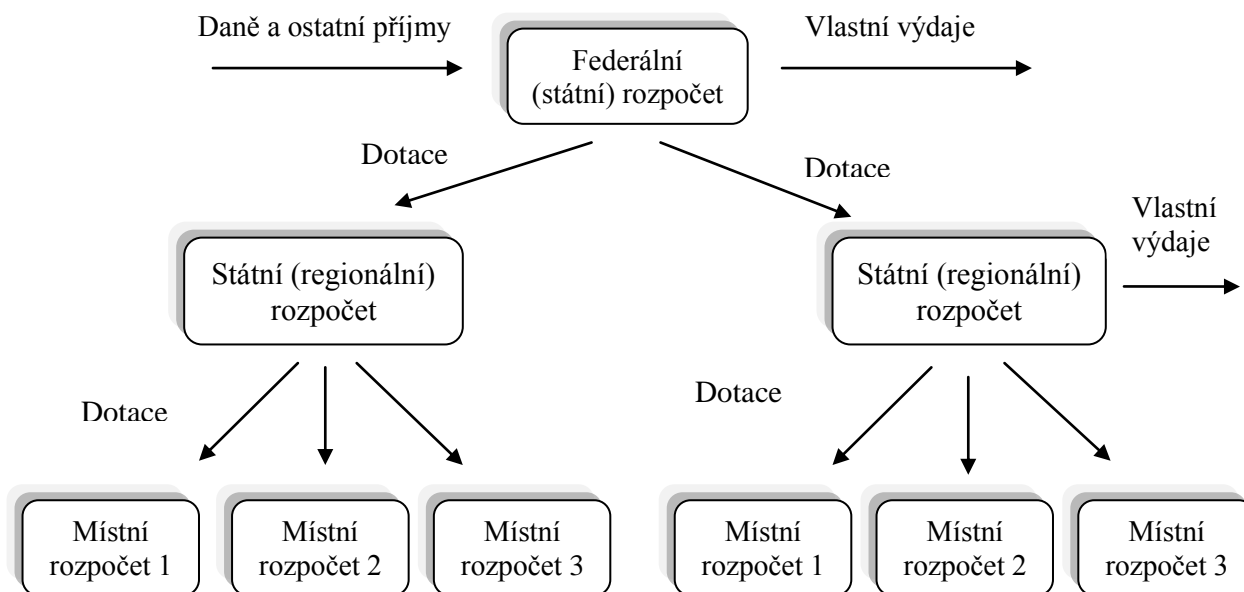 Daně a ostatní příjmy
Vlastní výdaje
Federální
(státní) rozpočet
Dotace
Dotace
Vlastní
výdaje
Státní (regionální)
rozpočet
Státní (regionální)
rozpočet
Dotace
Dotace
Místní
rozpočet 1
Místní
rozpočet 2
Místní
rozpočet 3
Místní
rozpočet 1
Místní
rozpočet 2
Místní
rozpočet 3